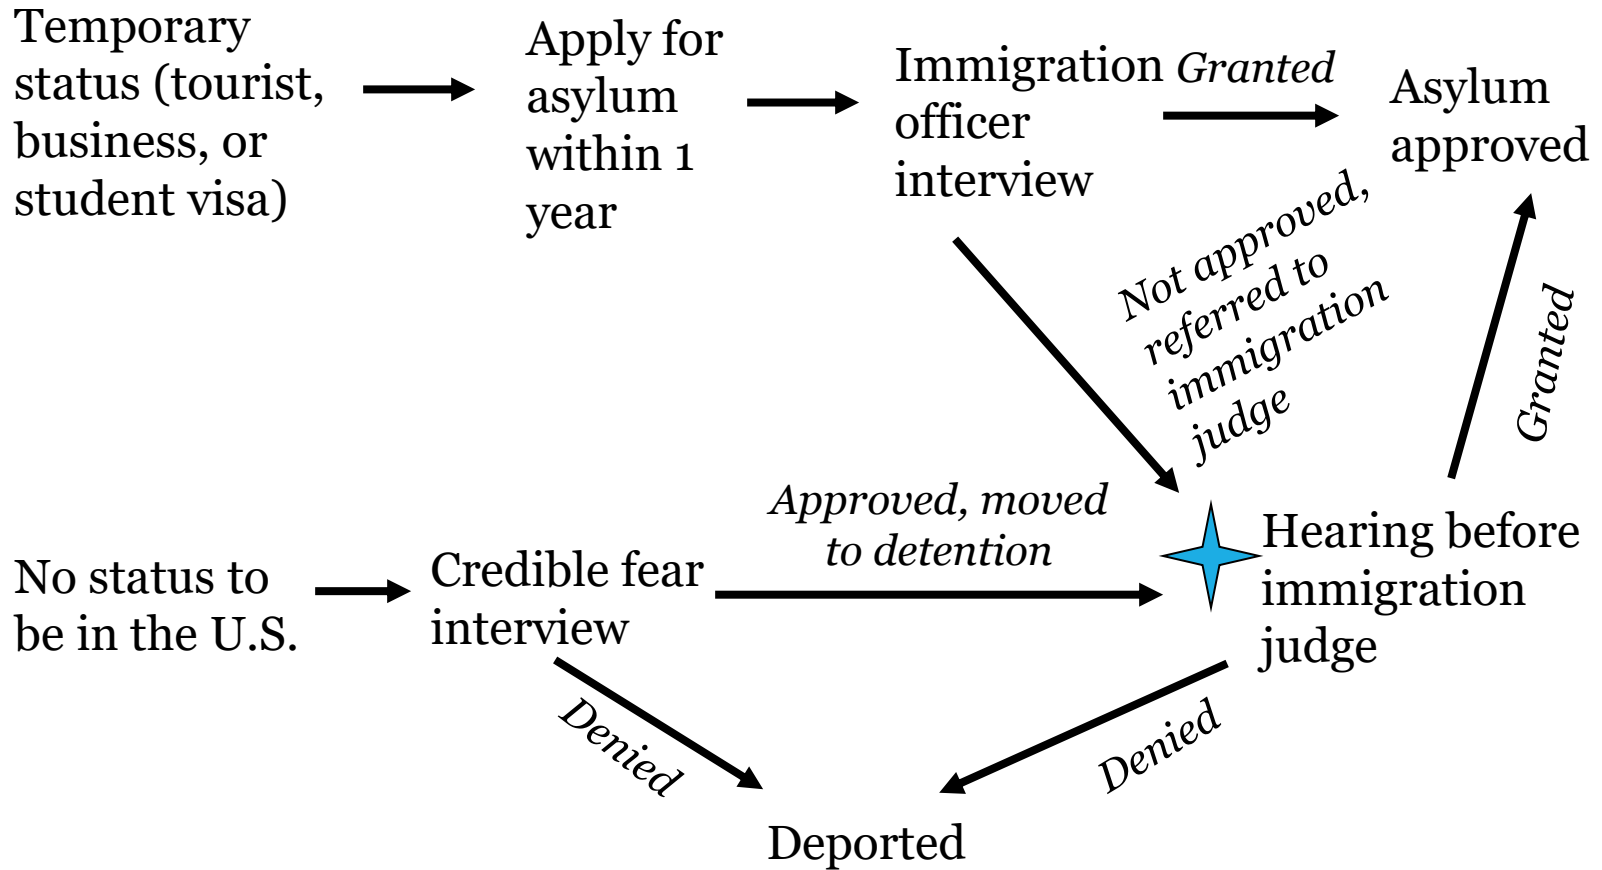 Temporary
status (tourist,
business, or
student visa)
Apply for
asylum
within 1
year
Immigration
officer
interview
Granted
Asylum
approved
Not approved,
referred to
immigration
judge
Granted
No status to
be in the U.S.
Credible fear
interview
Approved, moved
to detention
Hearing before
immigration
judge
Denied
Denied
Deported